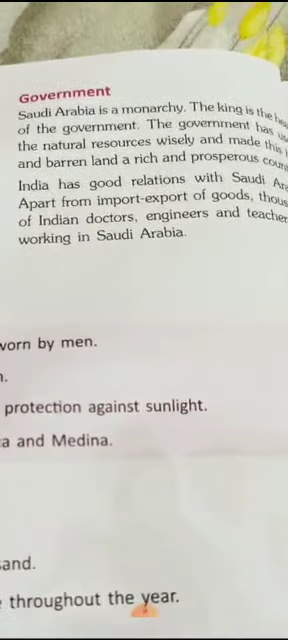 Government
Saudi Arabia is a monarchy. The king is the
of the government. The government has
the natural resources wisely and made this
and barren land a rich and prosperous
India has good relations with Saudi
Apart from import-export of goods,
of Indian doctors, engineers and
working in Saudi Arabia.
by men.
protection against sunlight.
and Medina.
throughout the year.